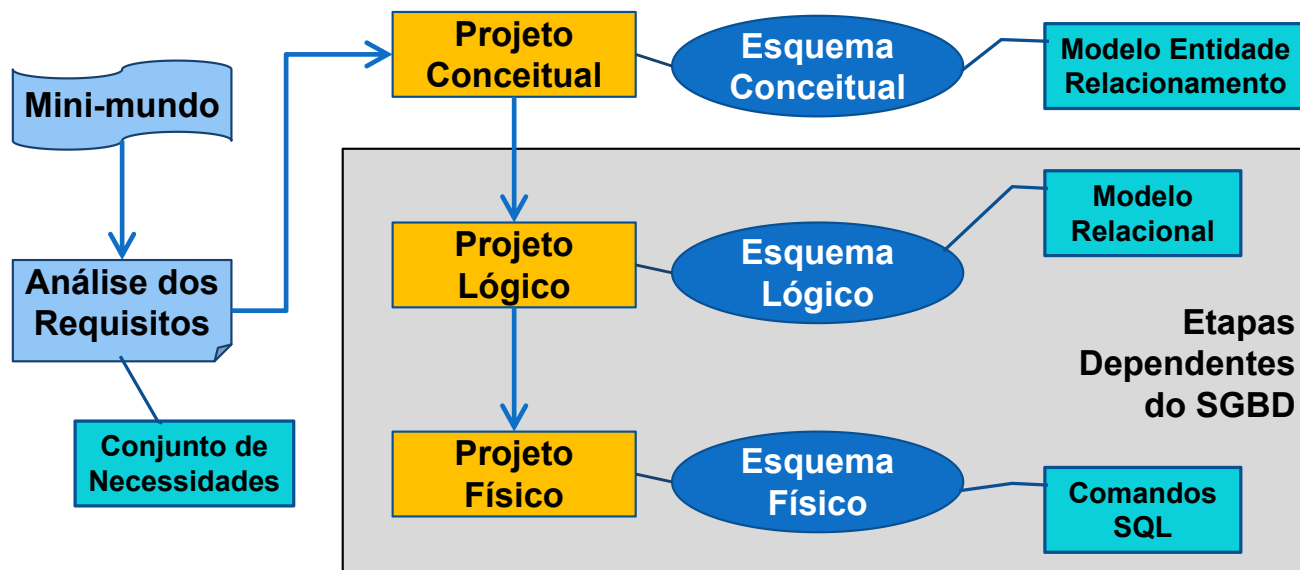 Projeto
Conceitual
Esquema
Conceitual
Modelo Entidade
Relacionamento
Mini-mundo
Análise dos
Requisitos
Conjunto de
Necessidades
Projeto
Lógico
Esquema
Lógico
Modelo
Relacional
Etapas
Dependentes
do SGBD
Projeto
Físico
Esquema
Físico
Comandos
SQL